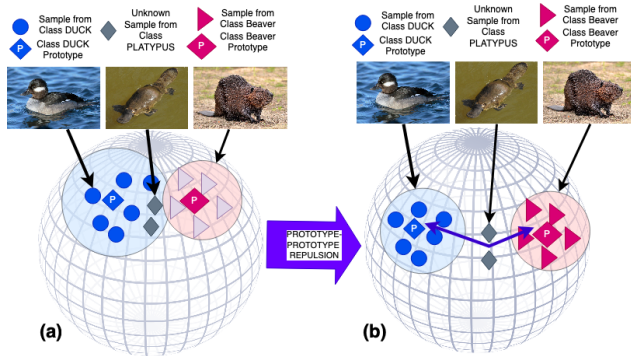 Sample from
Class DUCK
P
Class DUCK
Prototype
Unknown
Sample from
Class
PLATYPUS
Sample from
Class Beaver
P
Class Beaver
Prototype
P
P
(a)
PROTOTYPE-
PROTOTYPE
REPULSION
Sample from
Class DUCK
P
Class DUCK
Prototype
Unknown
Sample from
Class
PLATYPUS
Sample from
Class Beaver
P
Class Beaver
Prototype
P
P
(b)